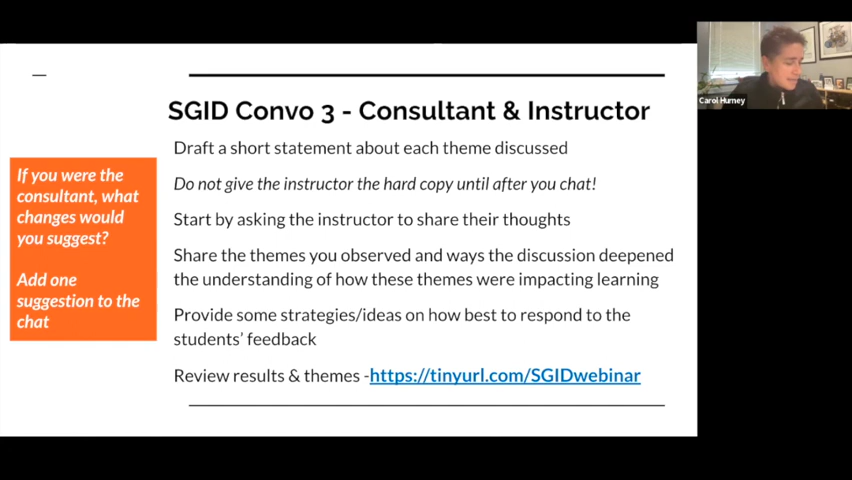 SGID Convo 3 - Consultant & Instructor
Draft a short statement about each theme discussed
Do not give the instructor the hard copy until after you chat!
Start by asking the instructor to share their thoughts
Share the themes you observed and ways the discussion deepened
the understanding of how these themes were impacting learning
Provide some strategies/ideas on how best to respond to the
students' feedback
Review results & themes -https://tinyurl.com/SGIDwebinar
If you were the
consultant, what
changes would
you suggest?
Add one
suggestion to the
chat
Carol Hurney